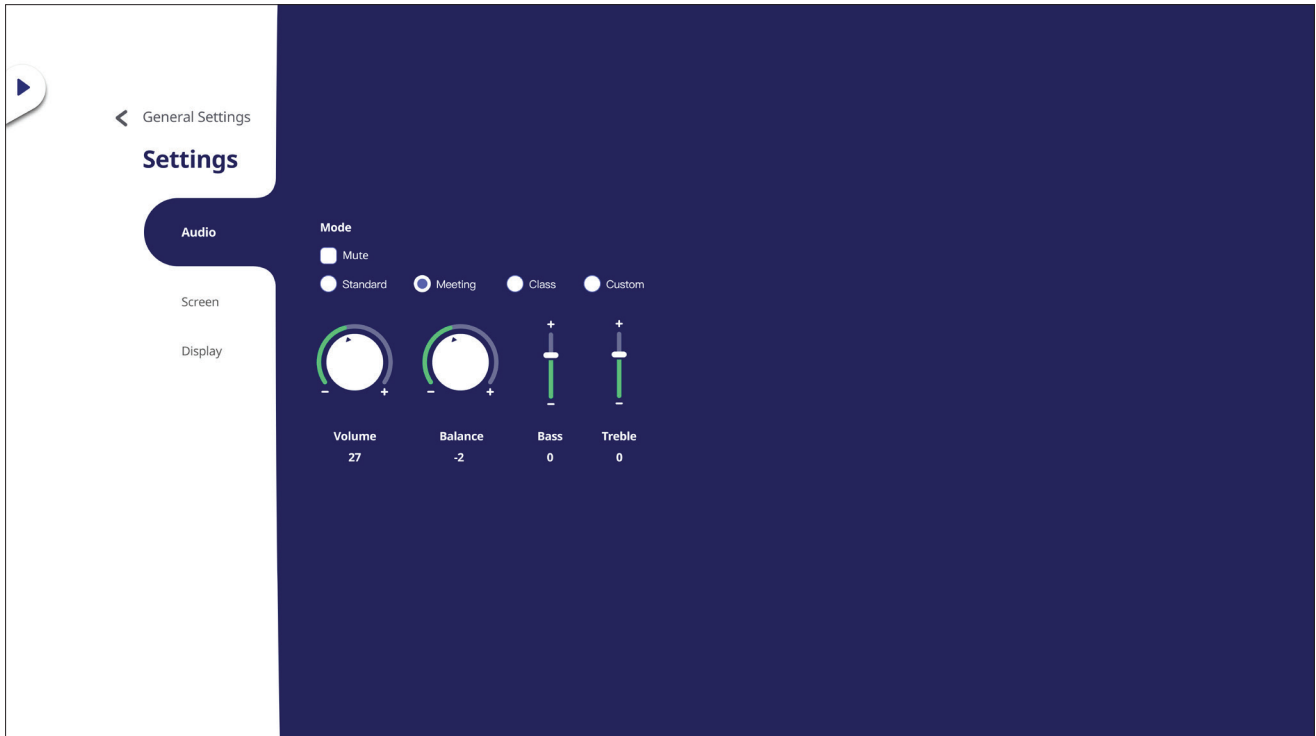 General Settings
Settings
Audio
Screen
Display
Mode
Mute
Standard Meeting Class Custom
+ +
- + - + - -
Volume Balance Bass Treble
27 -2 0 0